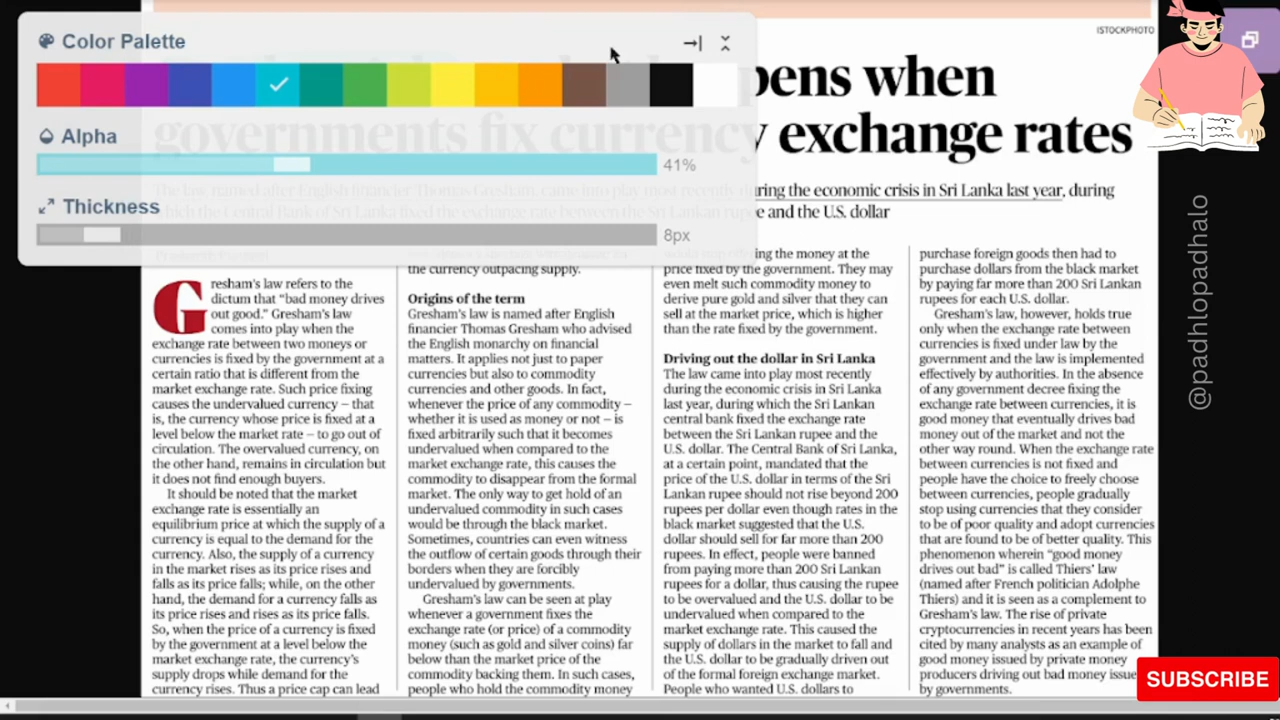 Color Palette
Alpha
41%
Thickness
8px
ISTOCKPHOTO
pens when
governments fix currency exchange rates
The law, named after English financier Thomas Gresham, came into play most recently during the economic crisis in Sri Lanka last year, during
which the Central Bank of Sri Lanka fixed the exchange rate between the Sri Lankan rupee and the U.S. dollar
Gresham's law refers to the
dictum that “bad money drives
out good.” Gresham's law
comes into play when the
exchange rate between two moneys or
currencies is fixed by the government at a
certain ratio that is different from the
market exchange rate. Such price fixing
causes the undervalued currency – that
is, the currency whose price is fixed at a
level below the market rate – to go out of
circulation. The overvalued currency, on
the other hand, remains in circulation but
it does not find enough buyers.
It should be noted that the market
exchange rate is essentially an
equilibrium price at which the supply of a
currency is equal to the demand for the
currency. Also, the supply of a currency
in the market rises as its price rises and
falls as its price falls; while, on the other
hand, the demand for a currency falls as
its price rises and rises as its price falls.
So, when the price of a currency is fixed
by the government at a level below the
market exchange rate, the currency's
supply drops while demand for the
currency rises. Thus a price cap can lead
the currency outpacing supply.
Origins of the term
Gresham's law is named after English
financier Thomas Gresham who advised
the English monarchy on financial
matters. It applies not just to paper
currencies but also to commodity
currencies and other goods. In fact,
whenever the price of any commodity –
whether it is used as money or not – is
fixed arbitrarily such that it becomes
undervalued when compared to the
market exchange rate, this causes the
commodity to disappear from the formal
market. The only way to get hold of an
undervalued commodity in such cases
would be through the black market.
Sometimes, countries can even witness
the outflow of certain goods through their
borders when they are forcibly
undervalued by governments.
Gresham's law can be seen at play
whenever a government fixes the
exchange rate (or price) of a commodity
money (such as gold and silver coins) far
below than the market price of the
commodity backing them. In such cases,
people who hold the commodity money
would stop offering the money at the
price fixed by the government. They may
even melt such commodity money to
derive pure gold and silver that they can
sell at the market price, which is higher
than the rate fixed by the government.
Driving out the dollar in Sri Lanka
The law came into play most recently
during the economic crisis in Sri Lanka
last year, during which the Sri Lankan
central bank fixed the exchange rate
between the Sri Lankan rupee and the
U.S. dollar. The Central Bank of Sri Lanka,
at a certain point, mandated that the
price of the U.S. dollar in terms of the Sri
Lankan rupee should not rise beyond 200
rupees per dollar even though rates in the
black market suggested that the U.S.
dollar should sell for far more than 200
rupees. In effect, people were banned
from paying more than 200 Sri Lankan
rupees for a dollar, thus causing the rupee
to be overvalued and the U.S. dollar to be
undervalued when compared to the
market exchange rate. This caused the
supply of dollars in the market to fall and
the U.S. dollar to be gradually driven out
of the formal foreign exchange market.
People who wanted U.S. dollars to
purchase foreign goods then had to
purchase dollars from the black market
by paying far more than 200 Sri Lankan
rupees for each U.S. dollar.
Gresham's law, however, holds true
only when the exchange rate between
currencies is fixed under law by the
government and the law is implemented
effectively by authorities. In the absence
of any government decree fixing the
exchange rate between currencies, it is
good money that eventually drives bad
money out of the market and not the
other way round. When the exchange rate
between currencies is not fixed and
people have the choice to freely choose
between currencies, people gradually
stop using currencies that they consider
to be of poor quality and adopt currencies
that are found to be of better quality. This
phenomenon wherein “good money
drives out bad” is called Thiers' law
(named after French politician Adolphe
Thiers) and it is seen as a complement to
Gresham's law. The rise of private
cryptocurrencies in recent years has been
cited by many analysts as an example of
good money issued by private money
producers driving out bad money issue
by governments.
@padhlopadhalo
SUBSCRIBE